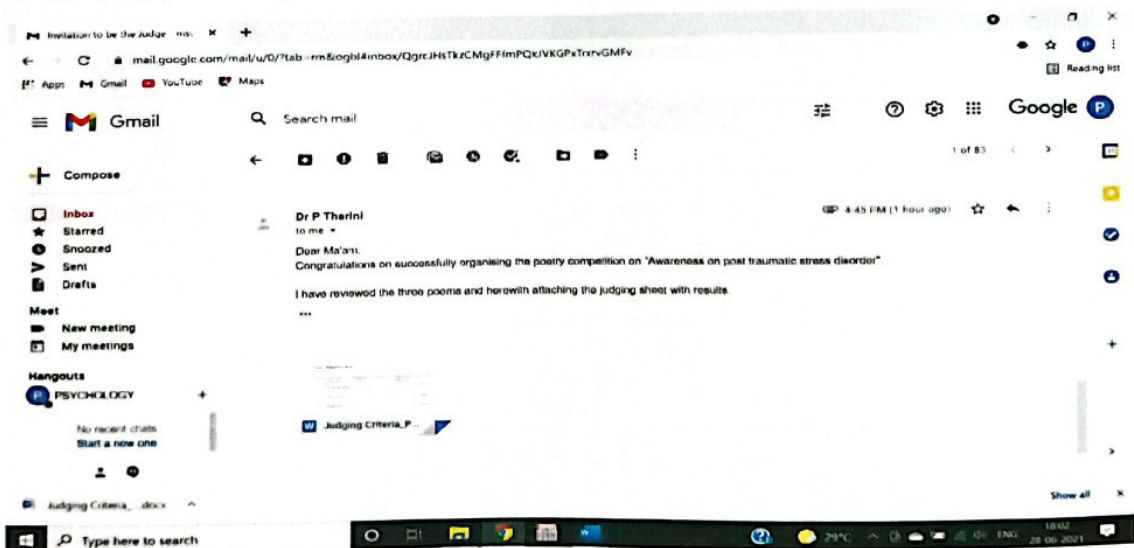 Invitation to be the Judge
mail.google.com/mail/u/0/?tab=rm&ogbl#inbox/
Apps Gmail YouTube Maps
Reading list
Gmail
Search mail
Google P
1 of 83
Compose
Inbox
Starred
Snoozed
Sent
Drafts
Meet
New meeting
My meetings
Hangouts
P PSYCHOLOGY +
No recent chats
Start a new one
Dr P Tharini
4:45 PM (1 hour ago)
to me
Dear Ma'am,
Congratulations on successfully organising the poetry competition on "Awareness on post traumatic stress disorder".
I have reviewed the three poems and herewith attaching the judging sheet with results.
W Judging Criteria_P...
Judging Criteria_....docx
Show all
Type here to search
29°C
ENG
18:02
28-06-2021